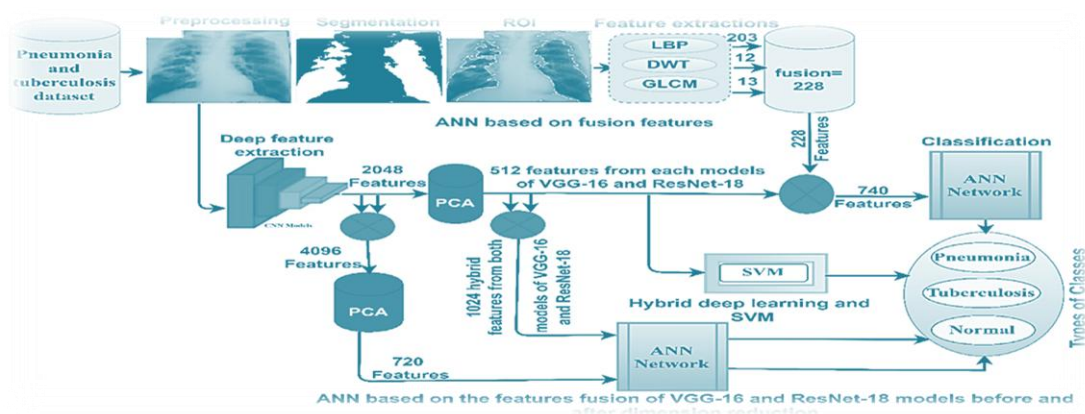 Preprocessing
Segmentation
ROI
Feature extractions
Pneumonia
and
tuberculosis
dataset
LBP
DWT
GLCM
203
12
13
fusion=
228
ANN based on fusion features
228
Features
Deep feature
extraction
CNN Models
2048
Features
PCA
512 features from each models
of VGG-16 and ResNet-18
740
Features
Classification
ANN
Network
4096
Features
PCA
1024 hybrid
features from both
models of VGG-16
and ResNet-18
SVM
Hybrid deep learning and
SVM
Pneumonia
Tuberculosis
Normal
Types of Classes
720
Features
ANN
Network
ANN based on the features fusion of VGG-16 and ResNet-18 models before and
after dimension reduction